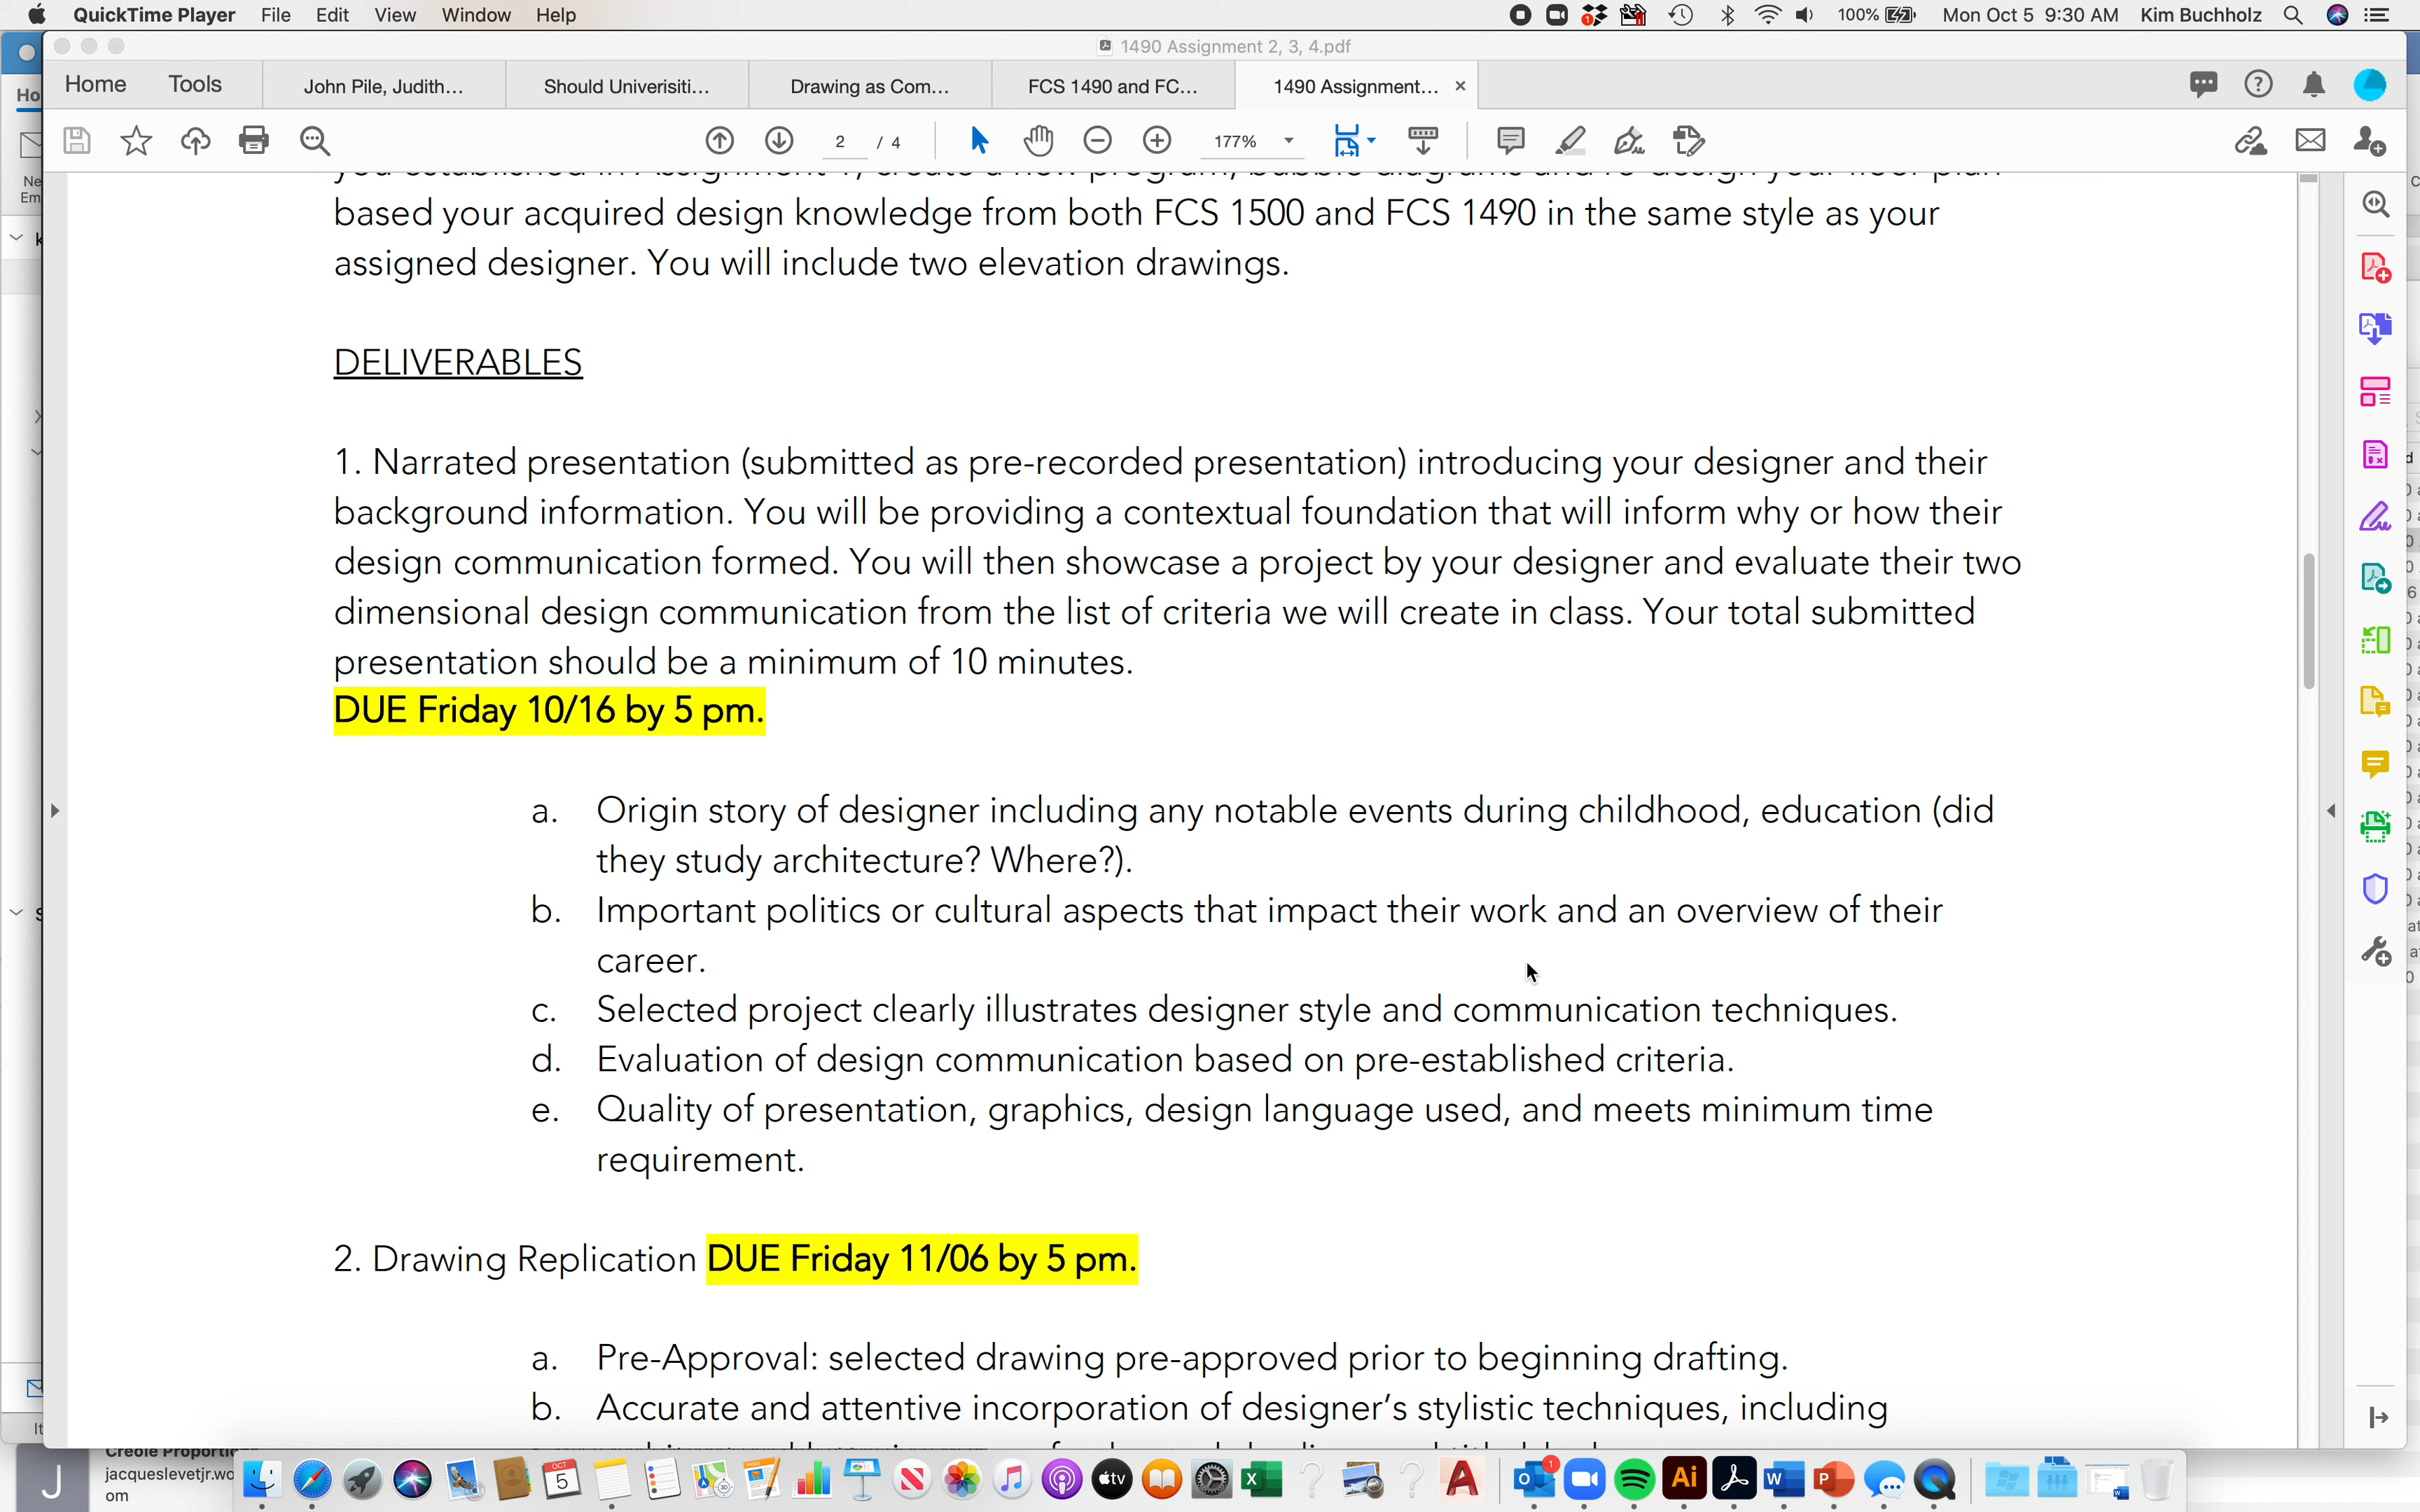 QuickTime Player File Edit View Window Help 100% Mon Oct 5 9:30 AM Kim Buchholz
1490 Assignment 2, 3, 4.pdf
Home Tools John Pile, Judith... Should Univerisiti... Drawing as Com... FCS 1490 and FC... 1490 Assignment... ×
2 / 4 177%
based your acquired design knowledge from both FCS 1500 and FCS 1490 in the same style as your
assigned designer. You will include two elevation drawings.
DELIVERABLES
1. Narrated presentation (submitted as pre-recorded presentation) introducing your designer and their
background information. You will be providing a contextual foundation that will inform why or how their
design communication formed. You will then showcase a project by your designer and evaluate their two
dimensional design communication from the list of criteria we will create in class. Your total submitted
presentation should be a minimum of 10 minutes.
DUE Friday 10/16 by 5 pm.
a. Origin story of designer including any notable events during childhood, education (did
they study architecture? Where?).
b. Important politics or cultural aspects that impact their work and an overview of their
career.
c. Selected project clearly illustrates designer style and communication techniques.
d. Evaluation of design communication based on pre-established criteria.
e. Quality of presentation, graphics, design language used, and meets minimum time
requirement.
2. Drawing Replication DUE Friday 11/06 by 5 pm.
a. Pre-Approval: selected drawing pre-approved prior to beginning drafting.
b. Accurate and attentive incorporation of designer's stylistic techniques, including
J
jacqueslevetjr.wo
om
OCT
5
tv
Ai
1